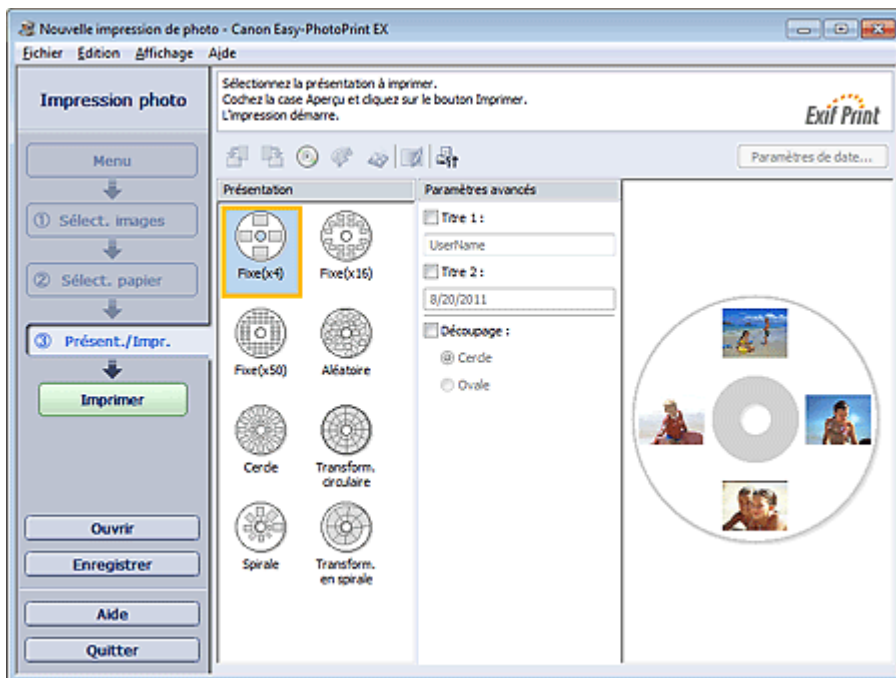 Nouvelle impression de photo - Canon Easy-PhotoPrint EX
Fichier Edition Affichage Aide
Impression photo
Sélectionnez la présentation à imprimer.
Cochez la case Aperçu et cliquez sur le bouton Imprimer.
L'impression démarre.
Exif Print
Menu
① Sélect. images
② Sélect. papier
③ Présent./Impr.
Imprimer
Ouvrir
Enregistrer
Aide
Quitter
Paramètres de date...
Présentation
Fixe(x4) Fixe(x16)
Fixe(x50) Aléatoire
Cercle Transform.
circulaire
Spirale Transform.
en spirale
Paramètres avancés
Titre 1 :
UserName
Titre 2 :
8/20/2011
Découpage :
Cercle
Ovale